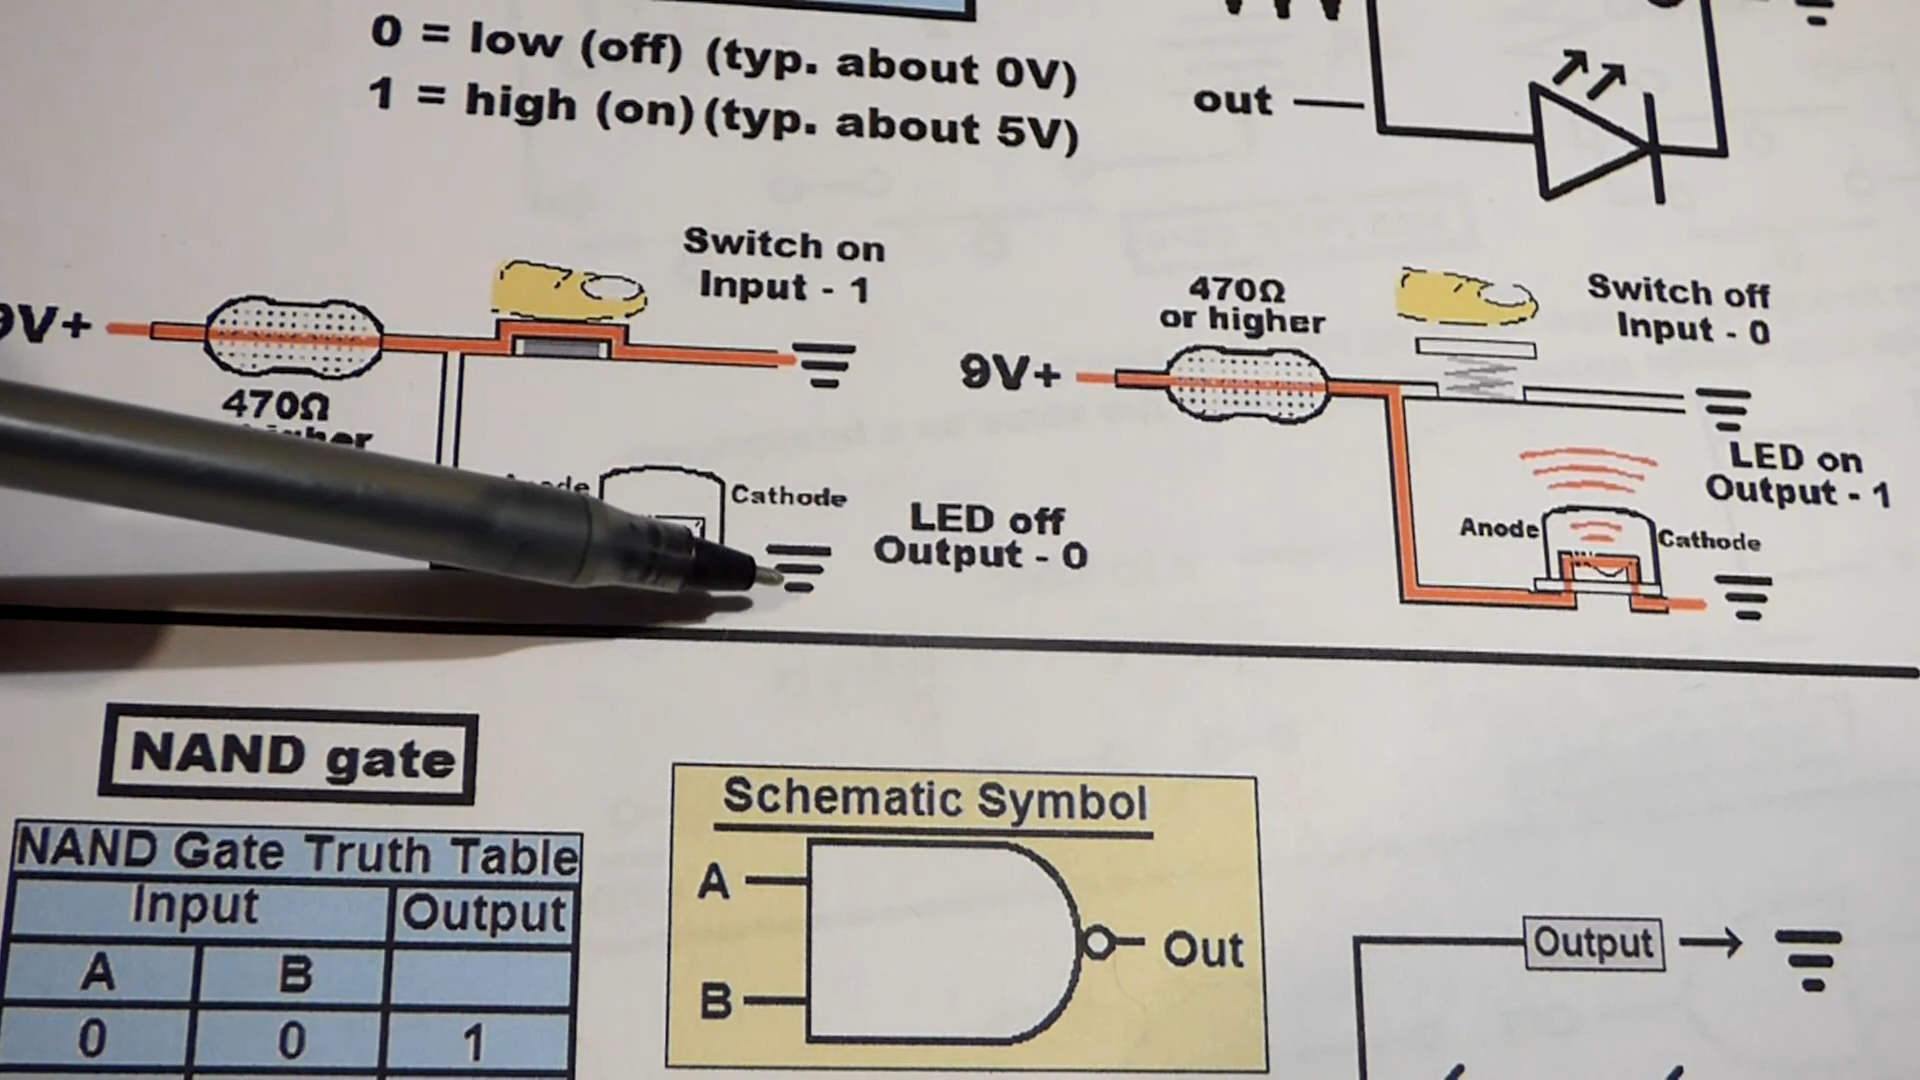 0 = low (off) (typ. about 0V)
1 = high (on) (typ. about 5V)
out
Switch on
Input - 1
9V+
470Ω
Cathode
LED off
Output - 0
470Ω
or higher
Switch off
Input - 0
9V+
LED on
Output - 1
Anode
Cathode
NAND gate
NAND Gate Truth Table
Input
Output
A
B
0
0
1
Schematic Symbol
A
B
Out
Output